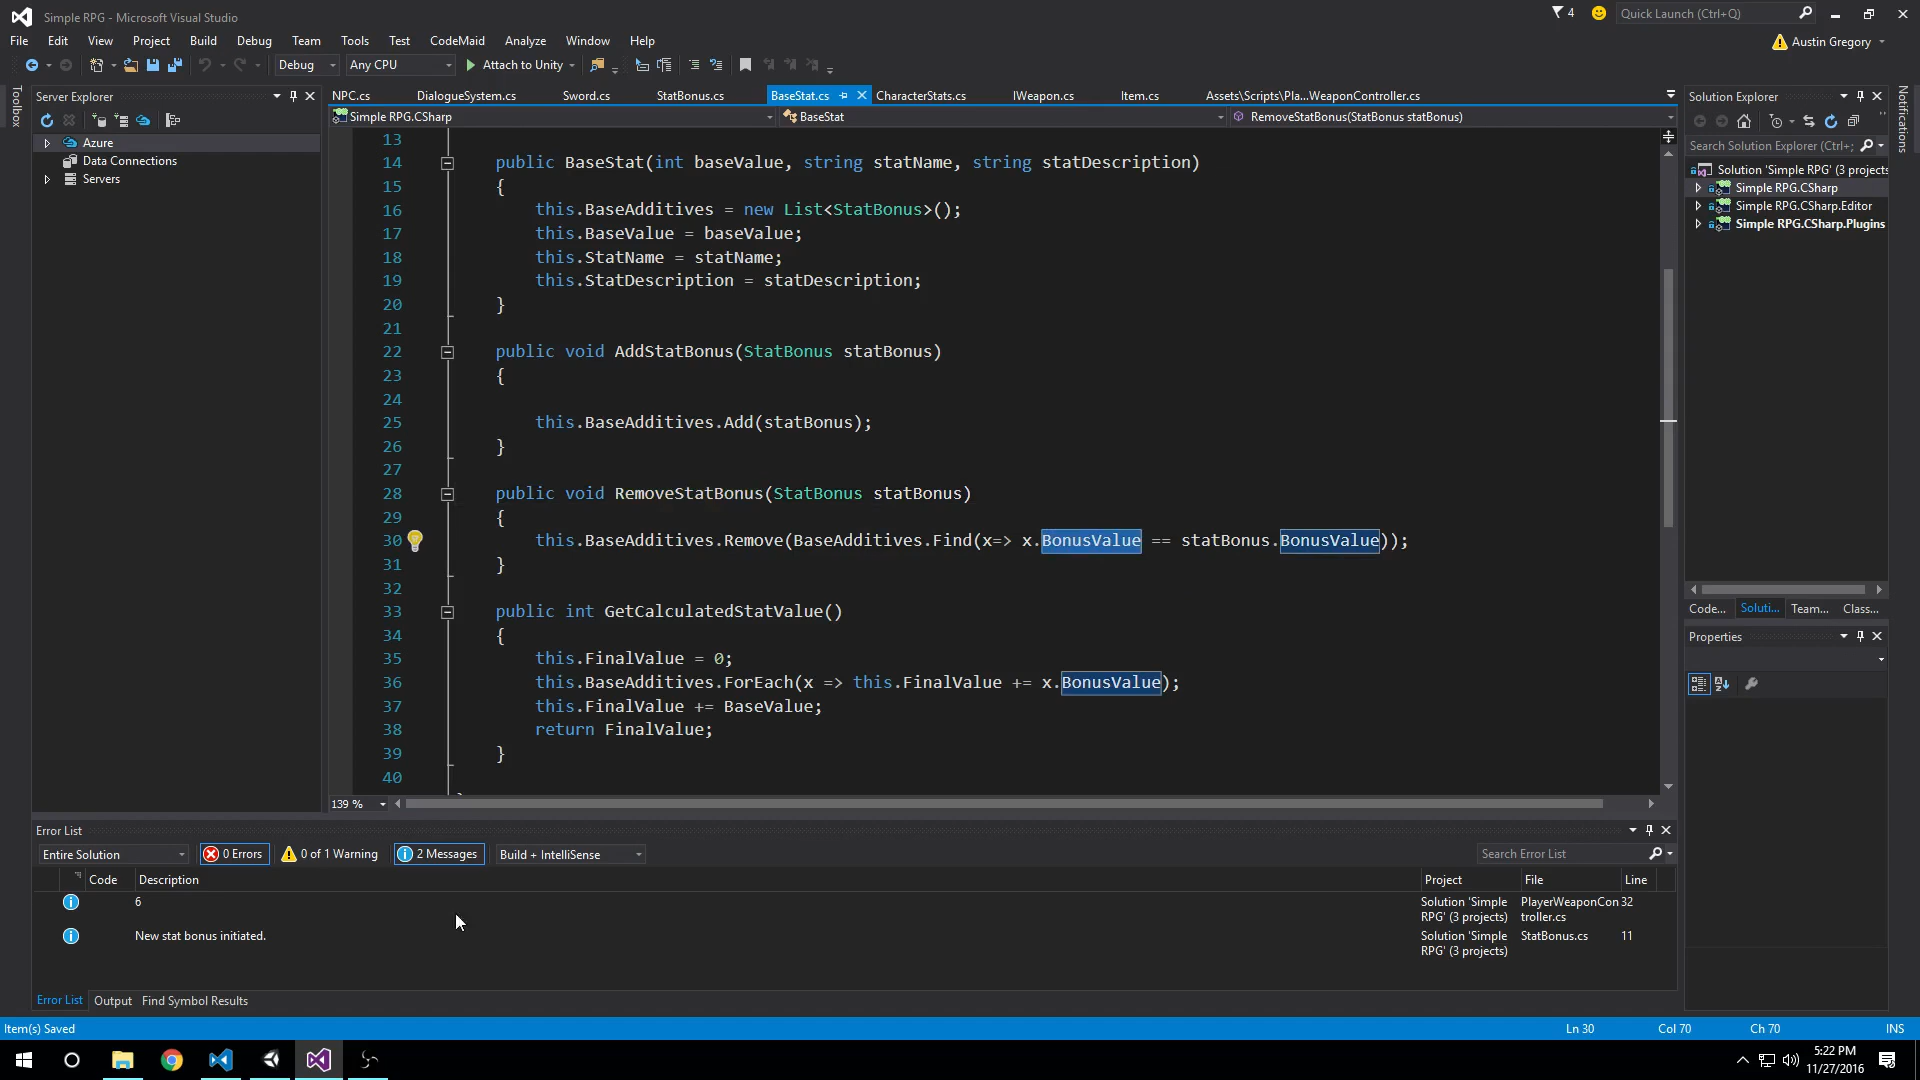 Simple RPG - Microsoft Visual Studio
4
Quick Launch (Ctrl+Q)
File Edit View Project Build Debug Team Tools Test CodeMaid Analyze Window Help
Austin Gregory
Debug Any CPU Attach to Unity
Toolbox
Server Explorer
Azure
Data Connections
Servers
NPC.cs DialogueSystem.cs Sword.cs StatBonus.cs BaseStat.cs CharacterStats.cs IWeapon.cs Item.cs Assets\Scripts\Pla...WeaponController.cs
Simple RPG.CSharp BaseStat RemoveStatBonus(StatBonus statBonus)
13
14 public BaseStat(int baseValue, string statName, string statDescription)
15 {
16 this.BaseAdditives = new List<StatBonus>();
17 this.BaseValue = baseValue;
18 this.StatName = statName;
19 this.StatDescription = statDescription;
20 }
21
22 public void AddStatBonus(StatBonus statBonus)
23 {
24
25 this.BaseAdditives.Add(statBonus);
26 }
27
28 public void RemoveStatBonus(StatBonus statBonus)
29 {
30 this.BaseAdditives.Remove(BaseAdditives.Find(x=> x.BonusValue == statBonus.BonusValue));
31 }
32
33 public int GetCalculatedStatValue()
34 {
35 this.FinalValue = 0;
36 this.BaseAdditives.ForEach(x => this.FinalValue += x.BonusValue);
37 this.FinalValue += BaseValue;
38 return FinalValue;
39 }
40
139 %
Solution Explorer
Search Solution Explorer (Ctrl+;
Solution 'Simple RPG' (3 projects
Simple RPG.CSharp
Simple RPG.CSharp.Editor
Simple RPG.CSharp.Plugins
Code... Soluti... Team... Class...
Properties
Notifications
Error List
Entire Solution 0 Errors 0 of 1 Warning 2 Messages Build + IntelliSense Search Error List
Code Description Project File Line
6 Solution 'Simple PlayerWeaponCon 32
RPG' (3 projects) troller.cs
New stat bonus initiated. Solution 'Simple StatBonus.cs 11
RPG' (3 projects)
Error List Output Find Symbol Results
Item(s) Saved Ln 30 Col 70 Ch 70 INS
5:22 PM
11/27/2016